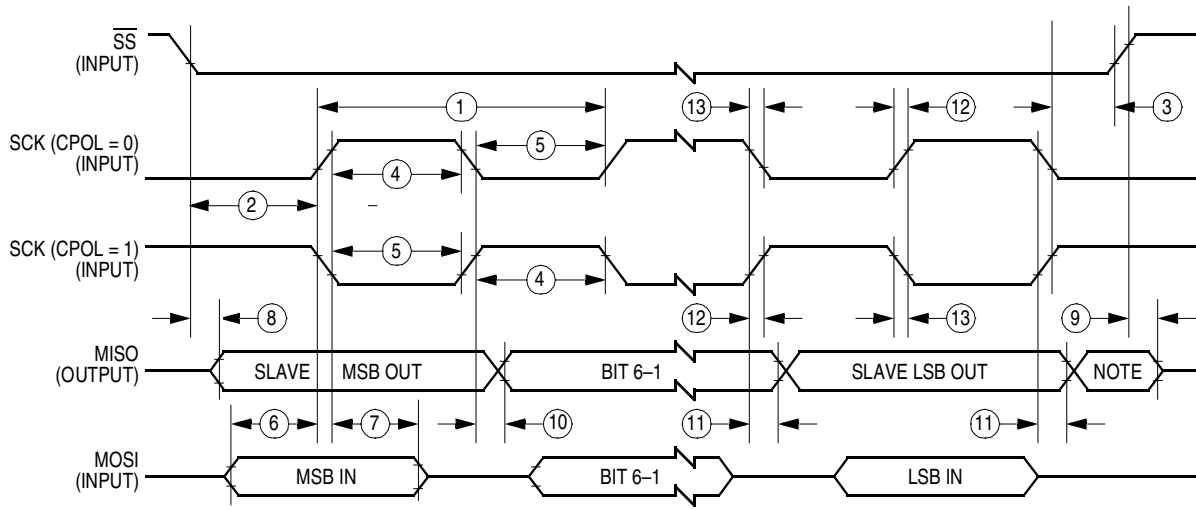 SS
(INPUT)
1
13
12
3
SCK (CPOL = 0)
(INPUT)
5
4
2
–
SCK (CPOL = 1)
(INPUT)
5
4
8
12
13
9
MISO
(OUTPUT)
SLAVE MSB OUT
BIT 6–1
SLAVE LSB OUT
NOTE
6
7
10
11
11
MOSI
(INPUT)
MSB IN
BIT 6–1
LSB IN